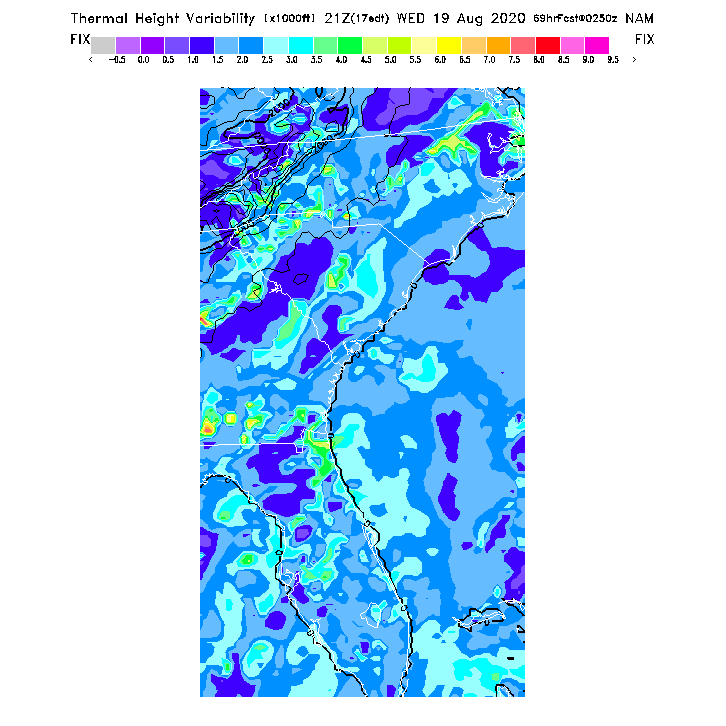 Thermal Height Variability [x1000ft] 21Z(17edt) WED 19 Aug 2020 69hrFcst@0250z NAM
FIX FIX
< -0.5 0.0 0.5 1.0 1.5 2.0 2.5 3.0 3.5 4.0 4.5 5.0 5.5 6.0 6.5 7.0 7.5 8.0 8.5 9.0 9.5 >